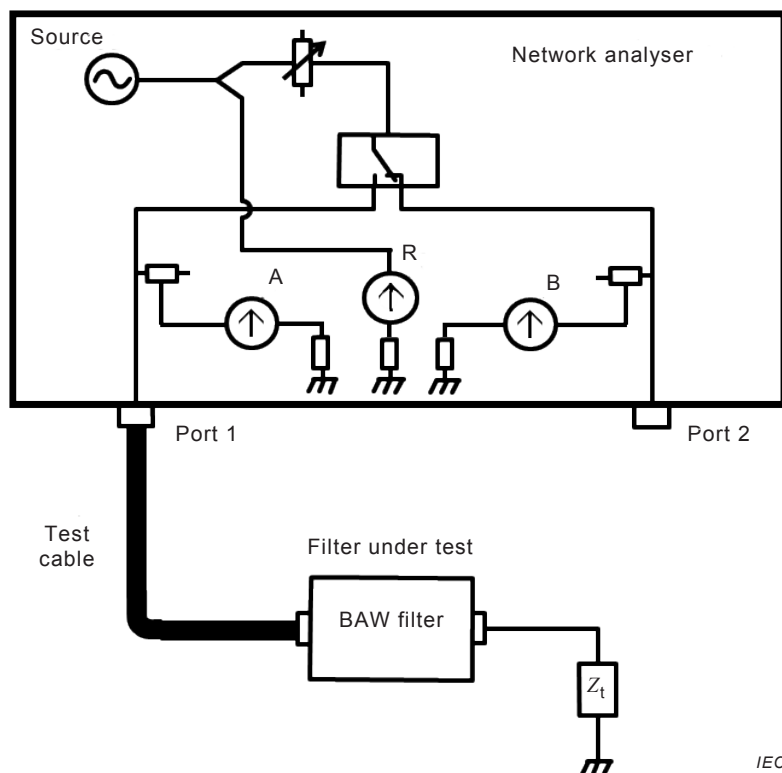 Source
Network analyser
R
A
B
Port 1
Port 2
Test
cable
Filter under test
BAW filter
Zt
IEC